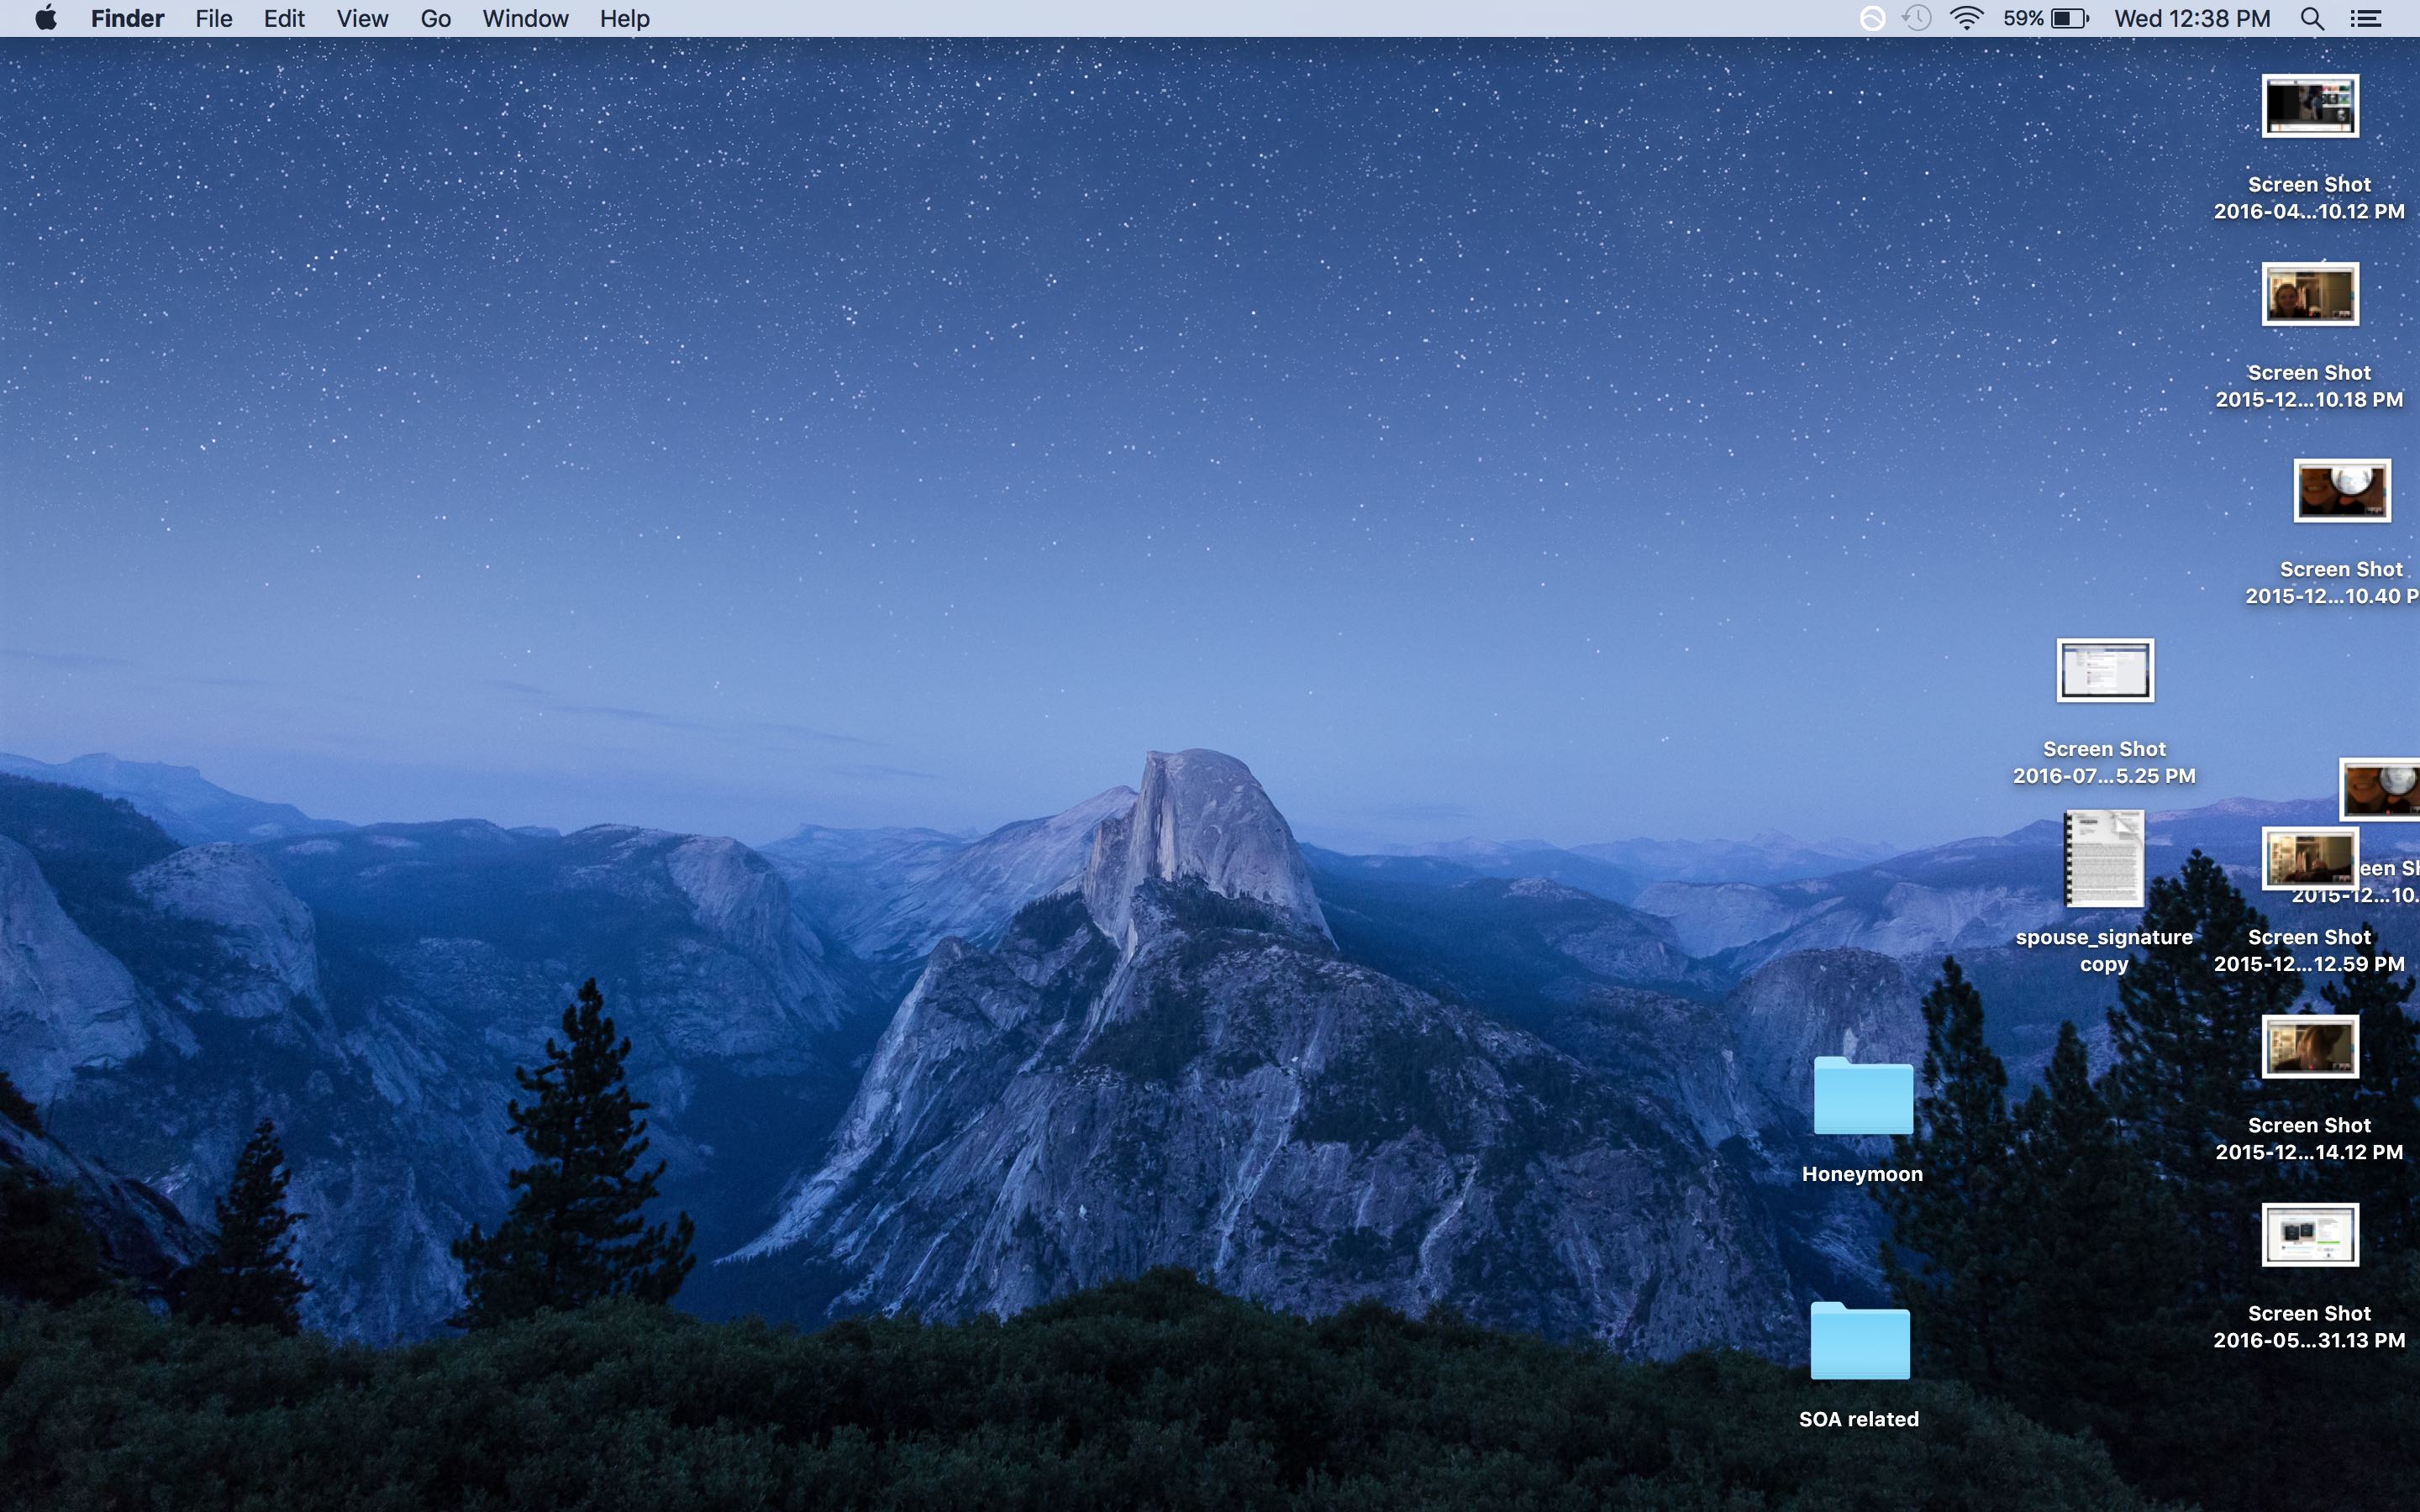 Finder File Edit View Go Window Help 59% Wed 12:38 PM
Screen Shot
2016-04...10.12 PM
Screen Shot
2015-12...10.18 PM
Screen Shot
2015-12...10.40 P
Screen Shot
2016-07...5.25 PM
een Sh
2015-12...10.
spouse_signature
copy
Screen Shot
2015-12...12.59 PM
Honeymoon
Screen Shot
2015-12...14.12 PM
Screen Shot
2016-05...31.13 PM
SOA related